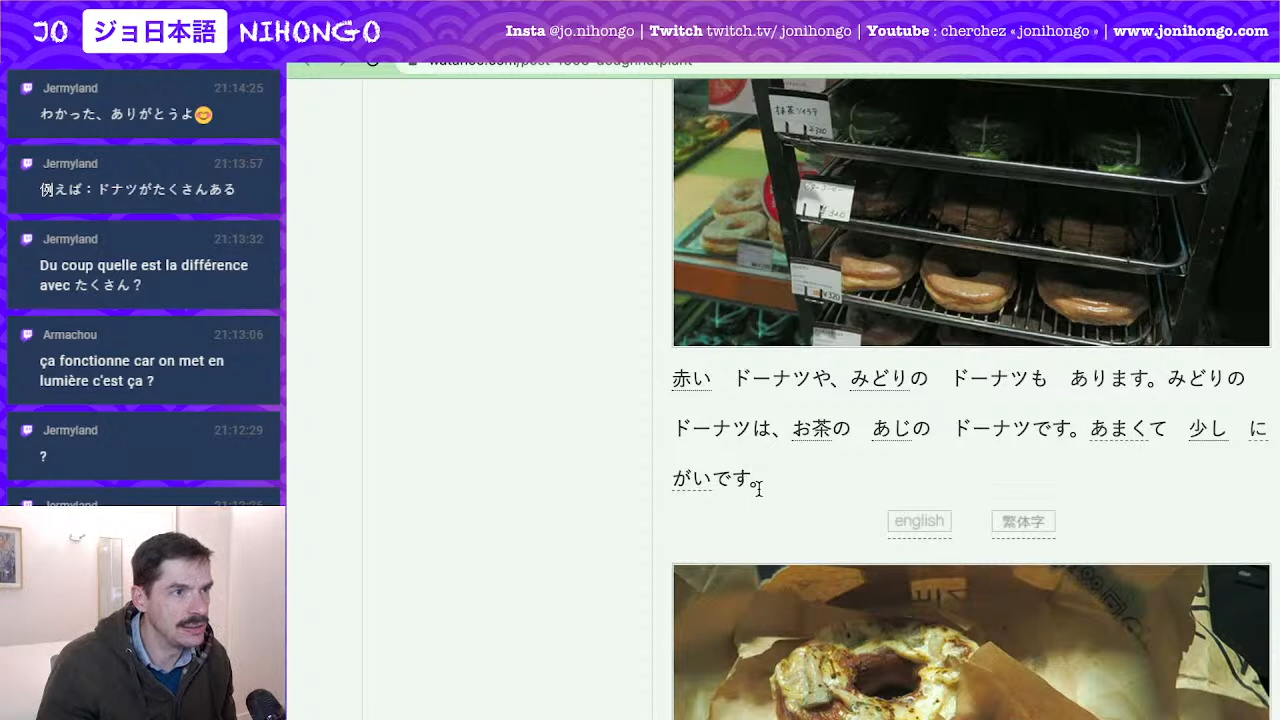 JO ジョ日本語 NIHONGO
Insta @jo.nihongo | Twitch twitch.tv/ jonihongo | Youtube : cherchez « jonihongo » | www.jonihongo.com
Jermyland 21:14:25
わかった、ありがとうよ😊
Jermyland 21:13:57
例えば：ドナツがたくさんある
Jermyland 21:13:32
Du coup quelle est la différence
avec たくさん？
Armachou 21:13:06
ça fonctionne car on met en
lumière c'est ça ?
Jermyland 21:12:29
?
¥320
赤い　ドーナツや、みどりの　ドーナツも　あります。みどりの
ドーナツは、お茶の　あじの　ドーナツです。あまくて　少し　に
がいです。
english 繁体字